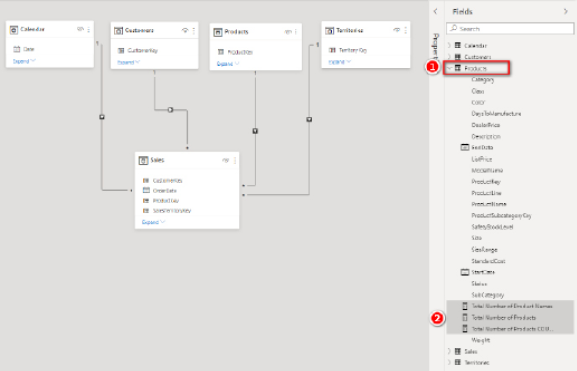 Calendar
Date
Expand
Customers
CustomerKey
Expand
Products
ProductKey
Expand
Territories
Territory Key
Expand
Sales
CustomerKey
OrderDate
ProductKey
SalesTerritoryKey
Expand
Properti
Fields
Search
Calendar
Customers
1
Products
Category
Class
Color
DaysToManufacture
DealerPrice
Description
EndDate
ListPrice
ModelName
ProductKey
ProductLine
ProductName
ProductSubcategoryKey
SafetyStockLevel
Size
SizeRange
StandardCost
StartDate
Status
SubCategory
Total Number of Product Names
2
Total Number of Products
Total Number of Products COU...
Weight
Sales
Territories